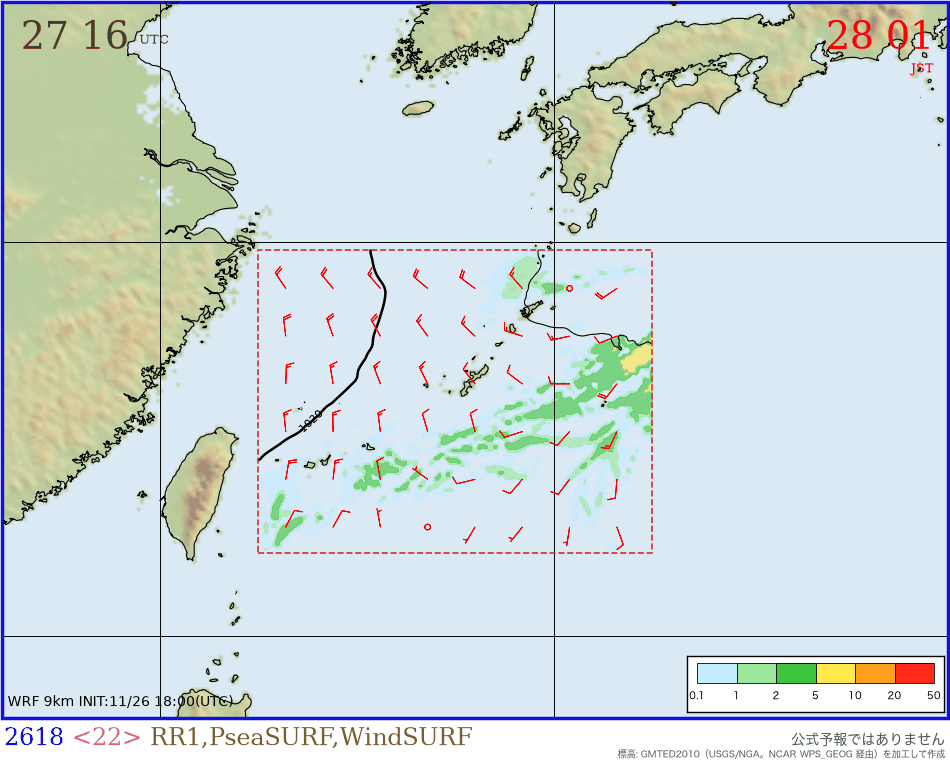 27 16 UTC
28 01
JST
1020
WRF 9km INIT:11/26 18:00(UTC)
0.1 1 2 5 10 20 50
2618 <22> RR1,PseaSURF,WindSURF
公式予報ではありません
標高: GMTED2010（USGS/NGA。NCAR WPS_GEOG 経由）を加工して作成